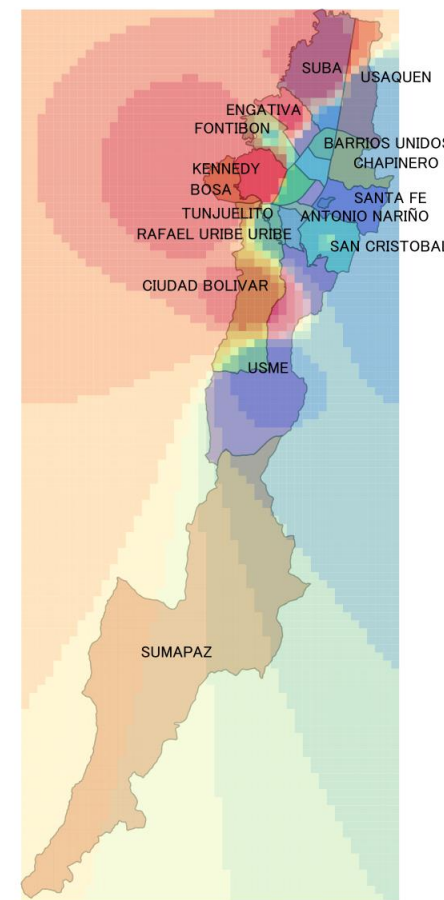 SUBA
USAQUEN
ENGATIVA
FONTIBON
BARRIOS UNIDOS
CHAPINERO
KENNEDY
BOSA
SANTA FE
TUNJUELITO
ANTONIO NARIÑO
RAFAEL URIBE URIBE
SAN CRISTOBAL
CIUDAD BOLIVAR
USME
SUMAPAZ